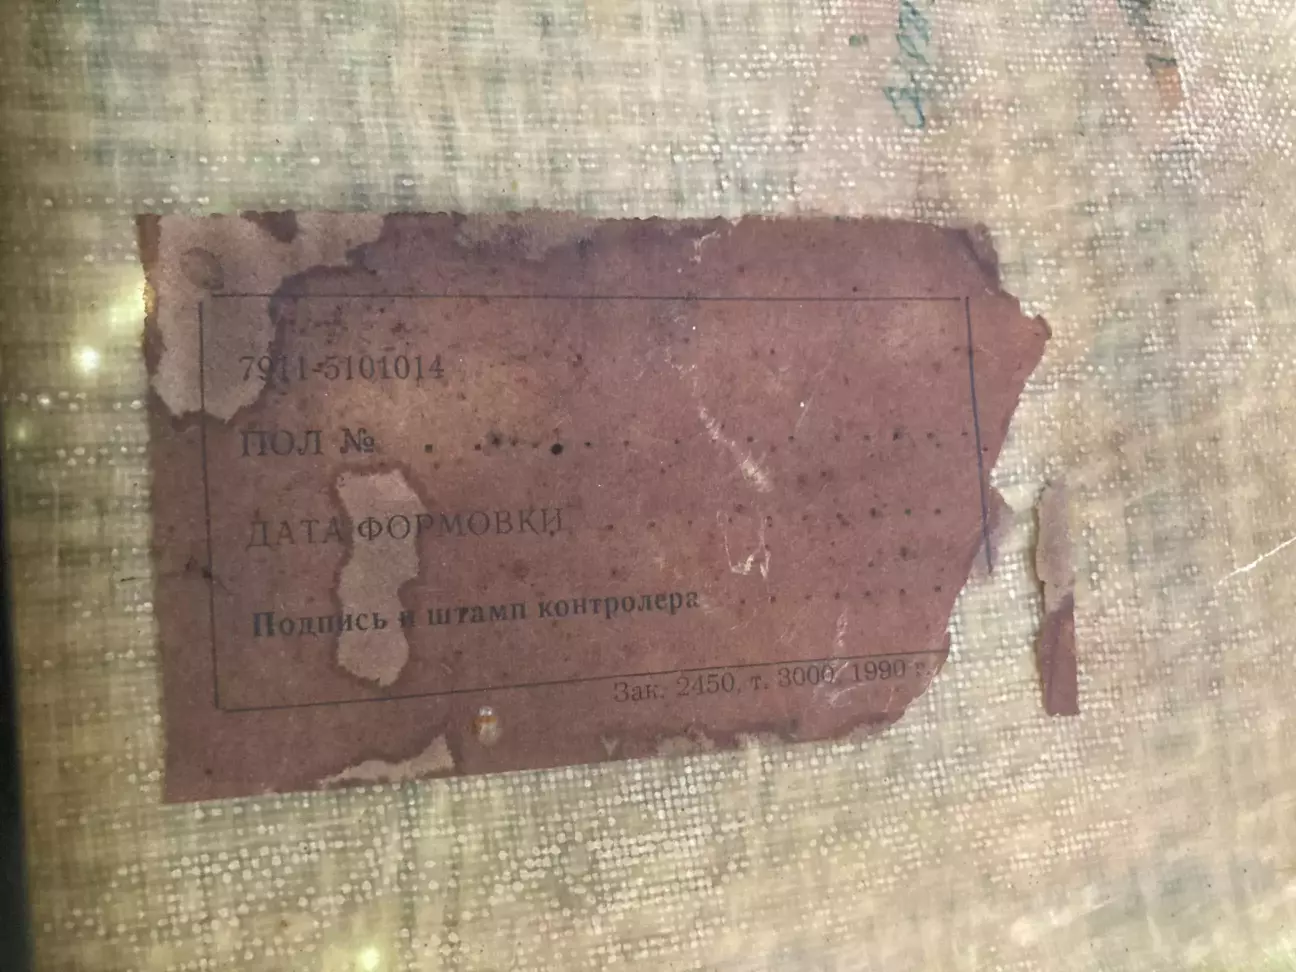 7911-5101014
ПОЛ № . . . . . . . . . . . . . .
ДАТА ФОРМОВКИ . . . . . . . . . .
Подпись и штамп контролера . . . . . . .
Зак. 2450, т. 3000, 1990 г.